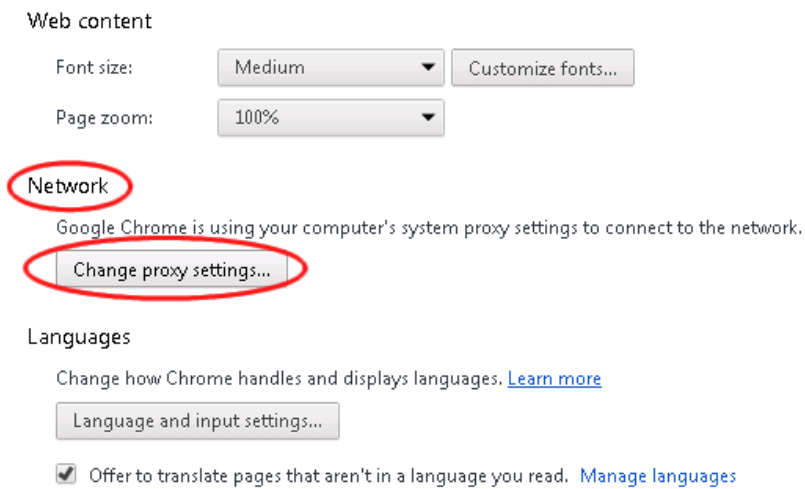 Web content
Font size: Medium Customize fonts...
Page zoom: 100%
Network
Google Chrome is using your computer's system proxy settings to connect to the network.
Change proxy settings...
Languages
Change how Chrome handles and displays languages. Learn more
Language and input settings...
Offer to translate pages that aren't in a language you read. Manage languages